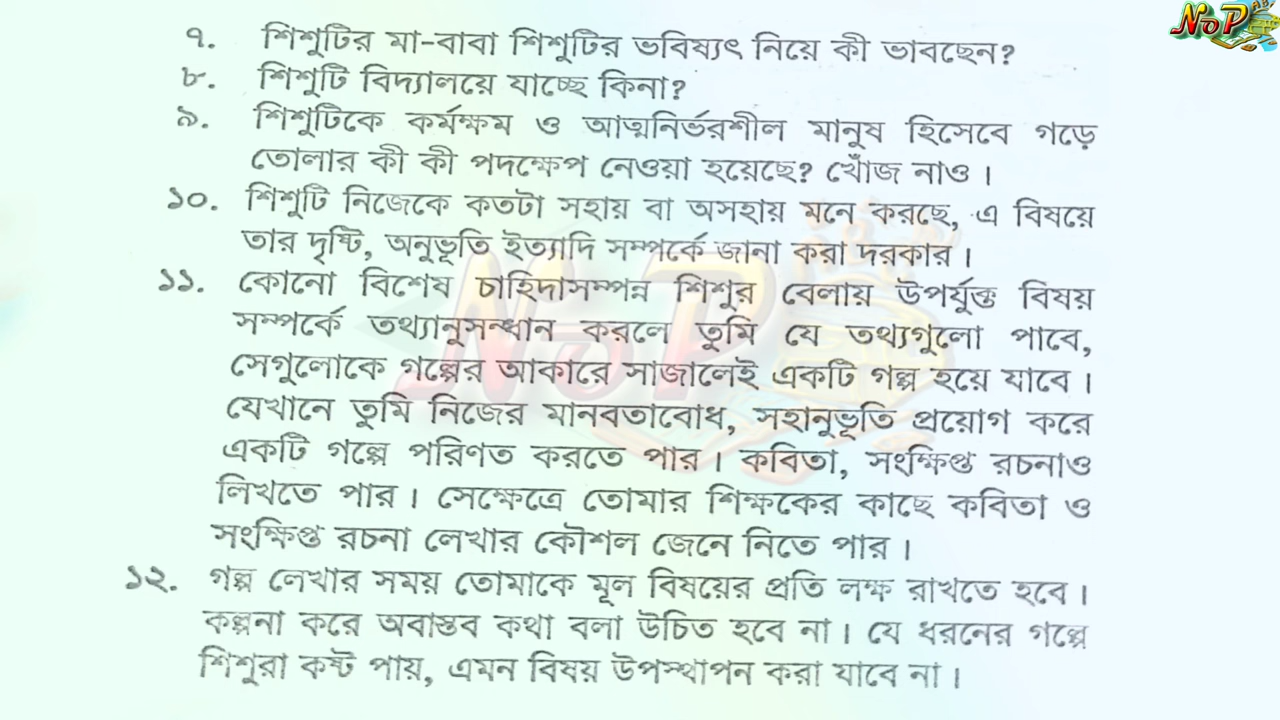 NoP
৭. শিশুটির মা-বাবা শিশুটির ভবিষ্যৎ নিয়ে কী ভাবছেন?
৮. শিশুটি বিদ্যালয়ে যাচ্ছে কিনা?
৯. শিশুটিকে কর্মক্ষম ও আত্মনির্ভরশীল মানুষ হিসেবে গড়ে
তোলার কী কী পদক্ষেপ নেওয়া হয়েছে? খোঁজ নাও।
১০. শিশুটি নিজেকে কতটা সহায় বা অসহায় মনে করছে, এ বিষয়ে
তার দৃষ্টি, অনুভূতি ইত্যাদি সম্পর্কে জানা করা দরকার।
১১. কোনো বিশেষ চাহিদাসম্পন্ন শিশুর বেলায় উপর্যুক্ত বিষয়
সম্পর্কে তথ্যানুসন্ধান করলে তুমি যে তথ্যগুলো পাবে,
সেগুলোকে গল্পের আকারে সাজালেই একটি গল্প হয়ে যাবে।
যেখানে তুমি নিজের মানবতাবোধ, সহানুভূতি প্রয়োগ করে
একটি গল্পে পরিণত করতে পার। কবিতা, সংক্ষিপ্ত রচনাও
লিখতে পার। সেক্ষেত্রে তোমার শিক্ষকের কাছে কবিতা ও
সংক্ষিপ্ত রচনা লেখার কৌশল জেনে নিতে পার।
১২. গল্প লেখার সময় তোমাকে মূল বিষয়ের প্রতি লক্ষ রাখতে হবে।
কল্পনা করে অবাস্তব কথা বলা উচিত হবে না। যে ধরনের গল্পে
শিশুরা কষ্ট পায়, এমন বিষয় উপস্থাপন করা যাবে না।